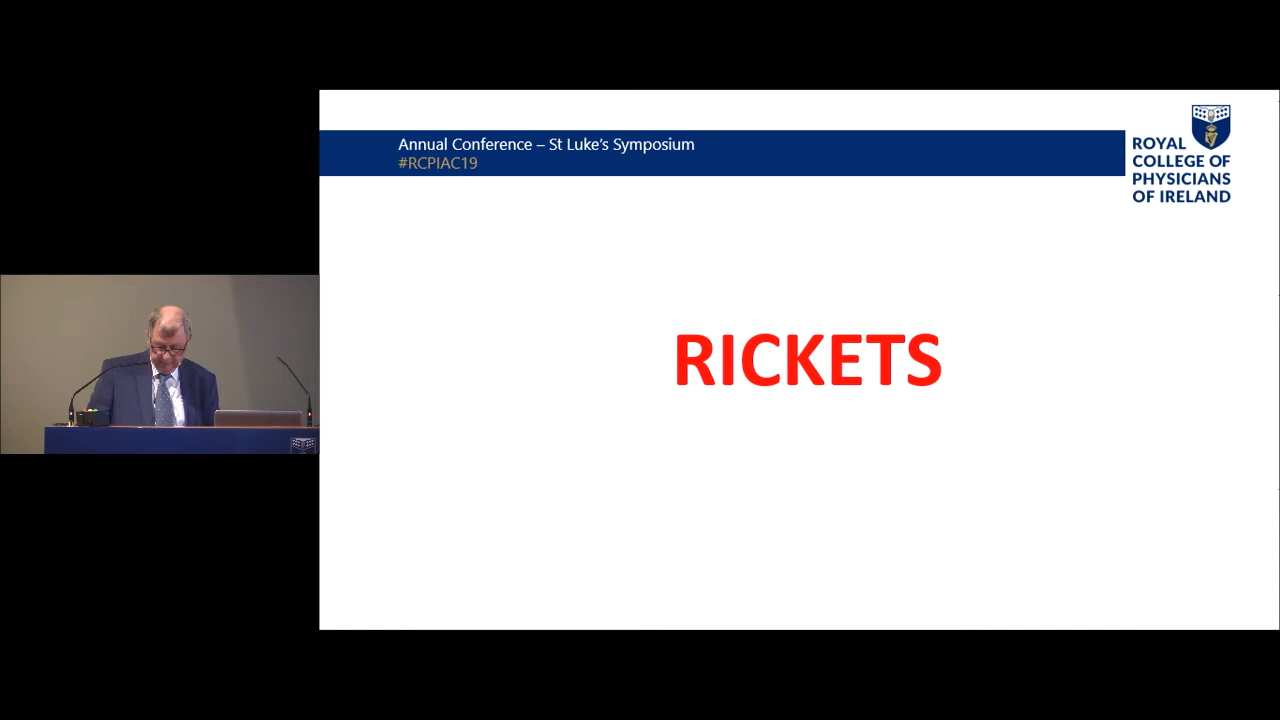 Annual Conference – St Luke's Symposium
#RCPIAC19
ROYAL
COLLEGE OF
PHYSICIANS
OF IRELAND
RICKETS